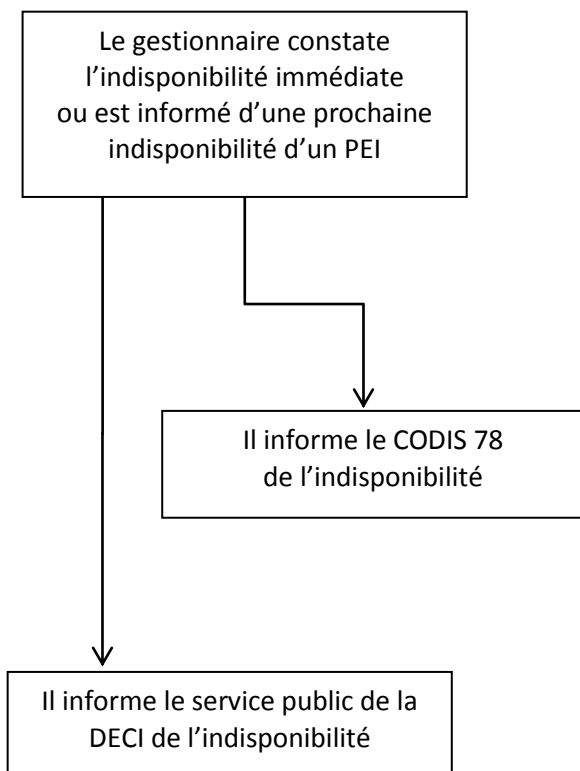 Le gestionnaire constate
l’indisponibilité immédiate
ou est informé d’une prochaine
indisponibilité d’un PEI
Il informe le CODIS 78
de l’indisponibilité
Il informe le service public de la
DECI de l’indisponibilité